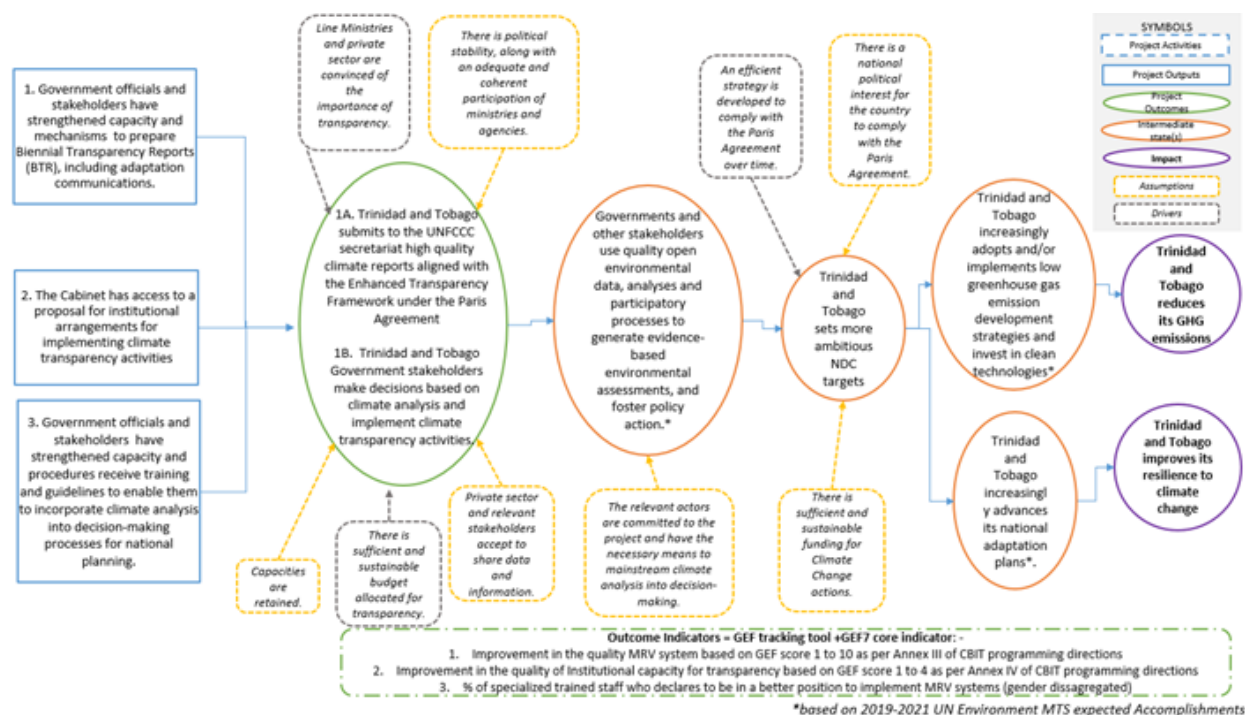 Line Ministries
and private
sector are
convinced of
the
importance of
transparency.
There is political
stability, along with
an adequate and
coherent
participation of
ministries and
agencies.
An efficient
strategy is
developed to
comply with
the Paris
Agreement
over time.
There is a
national
political
interest for
the country
to comply
with the
Paris
Agreement.
SYMBOLS
Project Activities
Project Outputs
Project
Outcomes
Intermediate
state(s)
Impact
Assumptions
Drivers
1. Government officials and
stakeholders have
strengthened capacity and
mechanisms to prepare
Biennial Transparency Reports
(BTR), including adaptation
communications.
2. The Cabinet has access to a
proposal for institutional
arrangements for
implementing climate
transparency activities
3. Government officials and
stakeholders have
strengthened capacity and
procedures receive training
and guidelines to enable them
to incorporate climate analysis
into decision-making
processes for national
planning.
1A. Trinidad and Tobago
submits to the UNFCCC
secretariat high quality
climate reports aligned with
the Enhanced Transparency
Framework under the Paris
Agreement
1B. Trinidad and Tobago
Government stakeholders
make decisions based on
climate analysis and
implement climate
transparency activities.
Governments and
other stakeholders
use quality open
environmental
data, analyses and
participatory
processes to
generate evidence-
based
environmental
assessments, and
foster policy
action.*
Trinidad
and
Tobago
sets more
ambitious
NDC
targets
Trinidad and
Tobago
increasingly
adopts and/or
implements low
greenhouse gas
emission
development
strategies and
invest in clean
technologies*
Trinidad
and
Tobago
reduces
its GHG
emissions
Trinidad
and
Tobago
increasingl
y advances
its national
adaptation
plans*.
Trinidad
and Tobago
improves its
resilience to
climate
change
Capacities
are
retained.
There is
sufficient and
sustainable
budget
allocated for
transparency.
Private sector
and relevant
stakeholders
accept to
share data
and
information.
The relevant actors
are committed to the
project and have the
necessary means to
mainstream climate
analysis into decision-
making.
There is
sufficient and
sustainable
funding for
Climate
Change
actions.
Outcome Indicators = GEF tracking tool +GEF7 core indicator: -
1. Improvement in the quality MRV system based on GEF score 1 to 10 as per Annex III of CBIT programming directions
2. Improvement in the quality of Institutional capacity for transparency based on GEF score 1 to 4 as per Annex IV of CBIT programming directions
3. % of specialized trained staff who declares to be in a better position to implement MRV systems (gender dissagregated)
*based on 2019-2021 UN Environment MTS expected Accomplishments